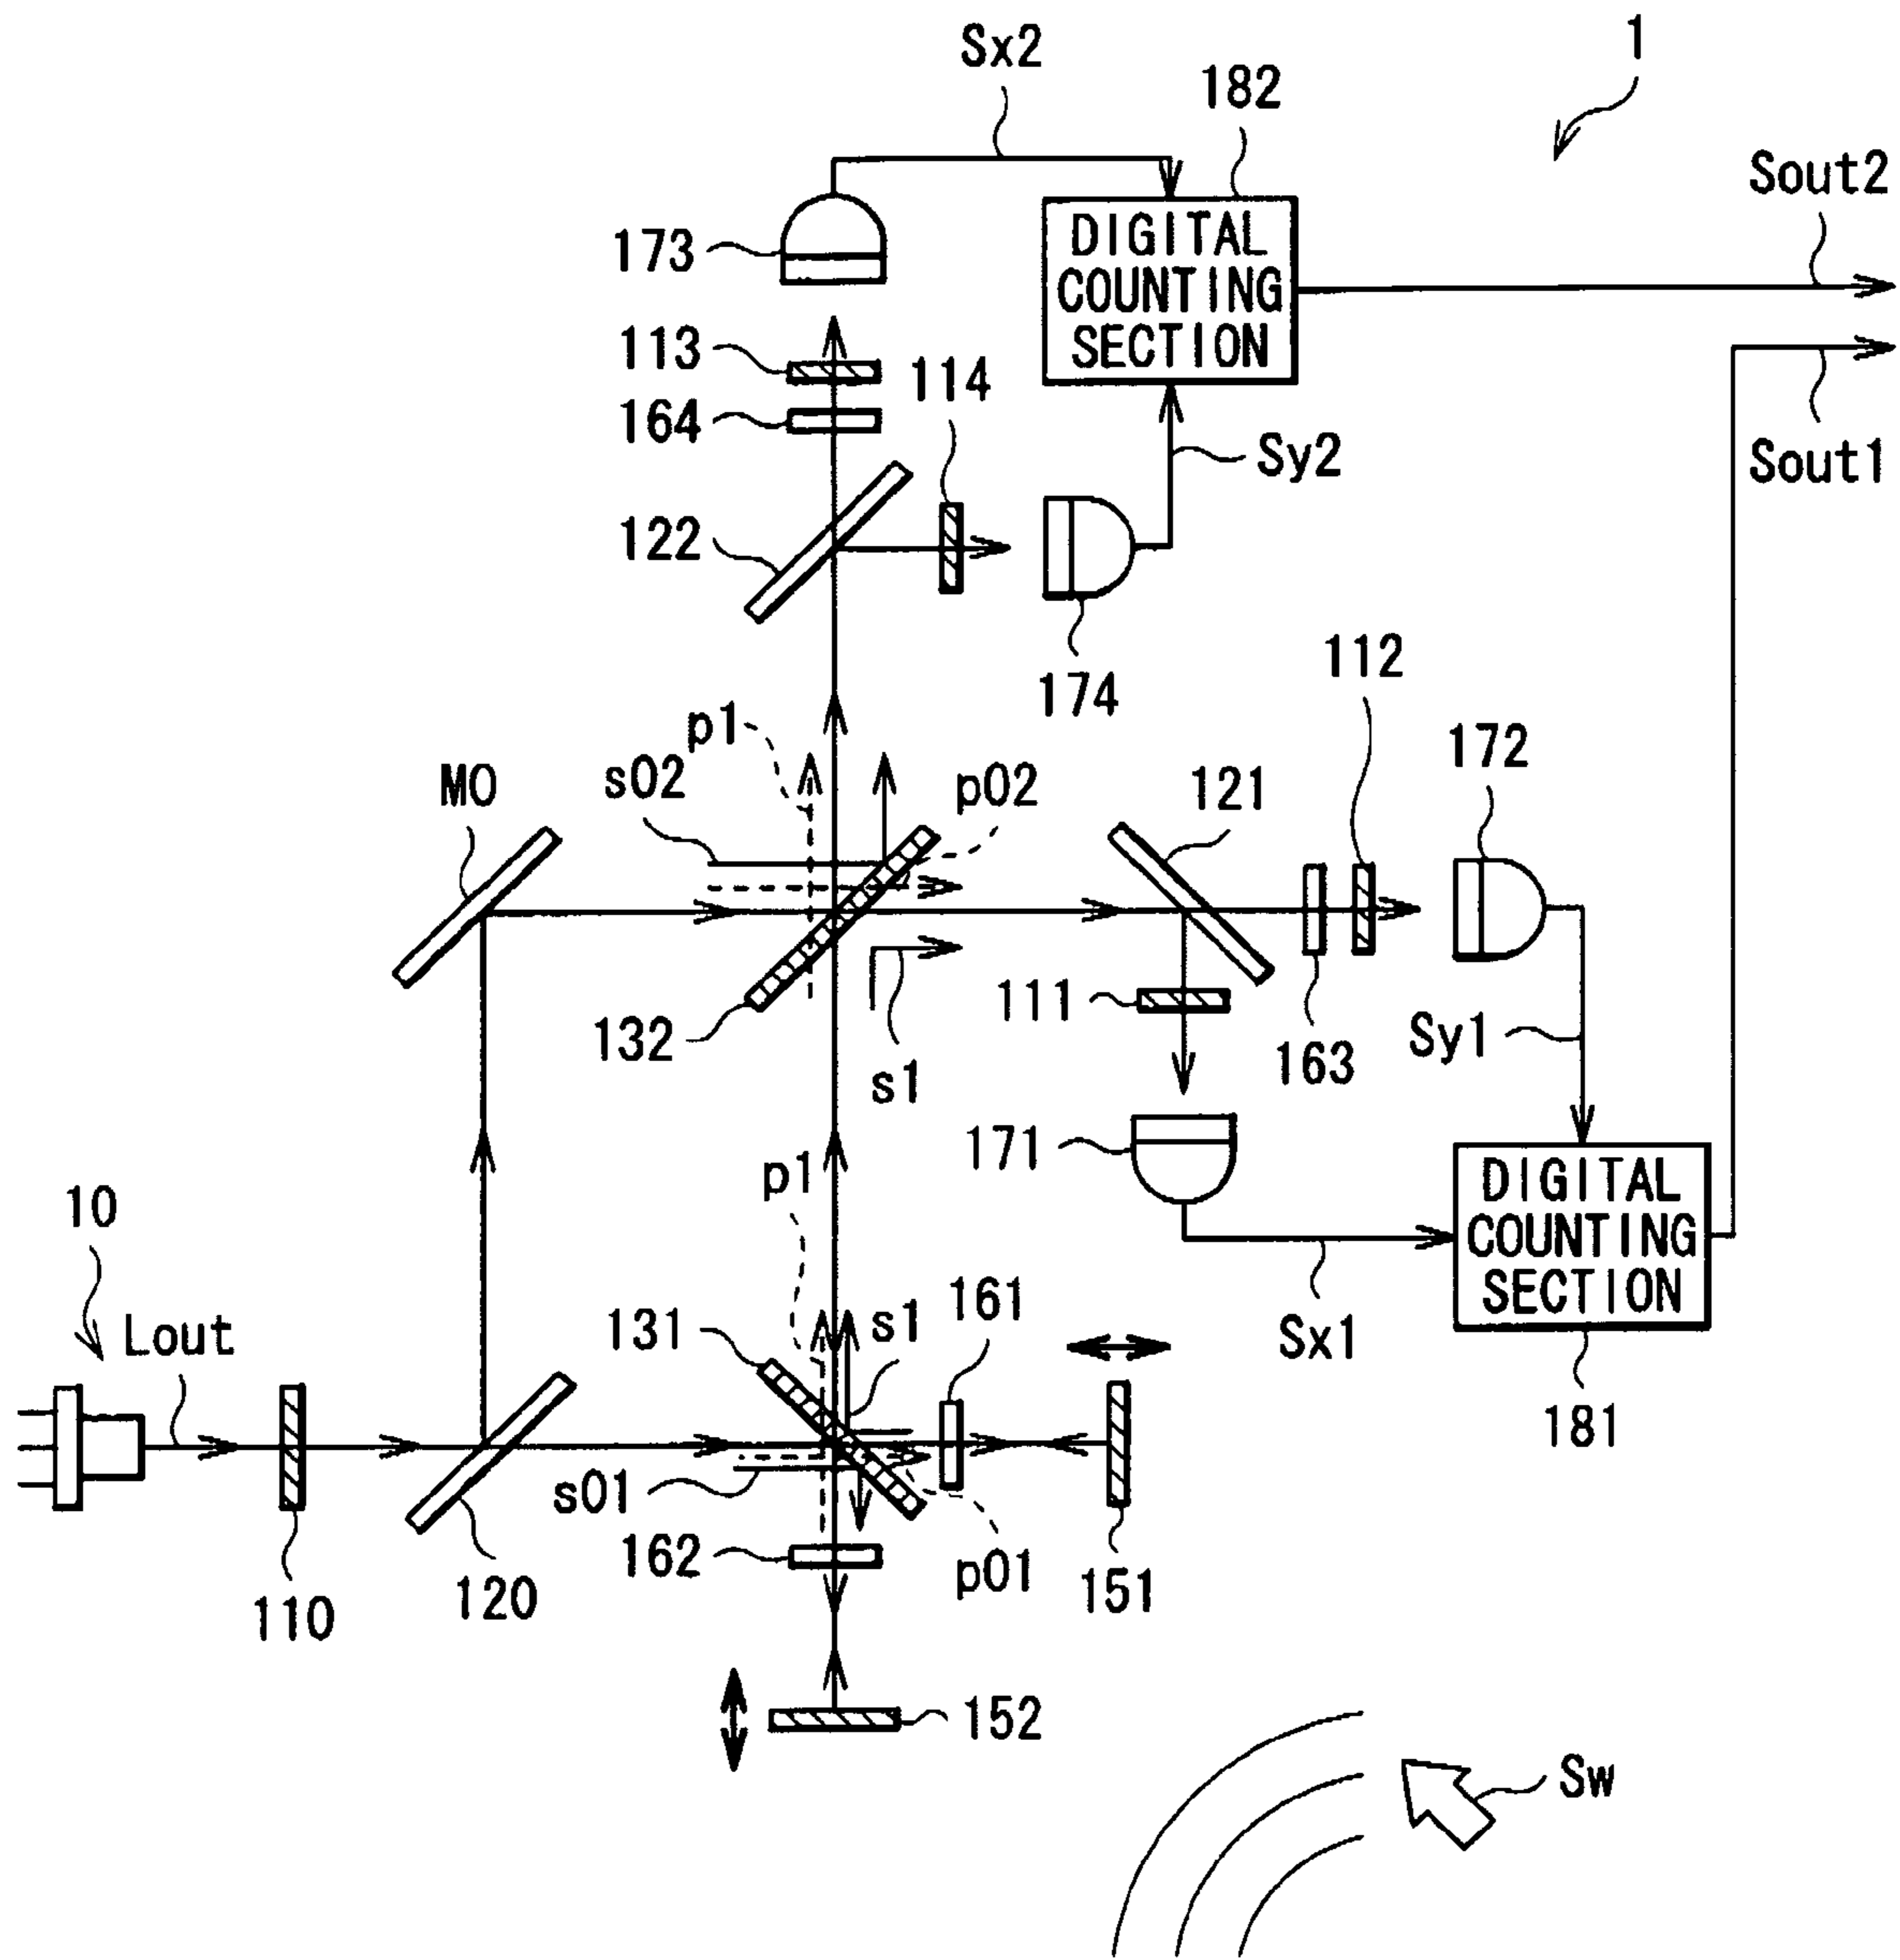 Sx2
1
182
Sout2
DIGITAL
COUNTING
SECTION
173
113
114
164
Sy2
Sout1
122
174
112
p1
172
s02
p02
121
M0
132
111
163
Sy1
s1
171
p1
DIGITAL
COUNTING
SECTION
10
161
131
s1
Lout
Sx1
181
s01
162
p01
151
120
110
152
Sw